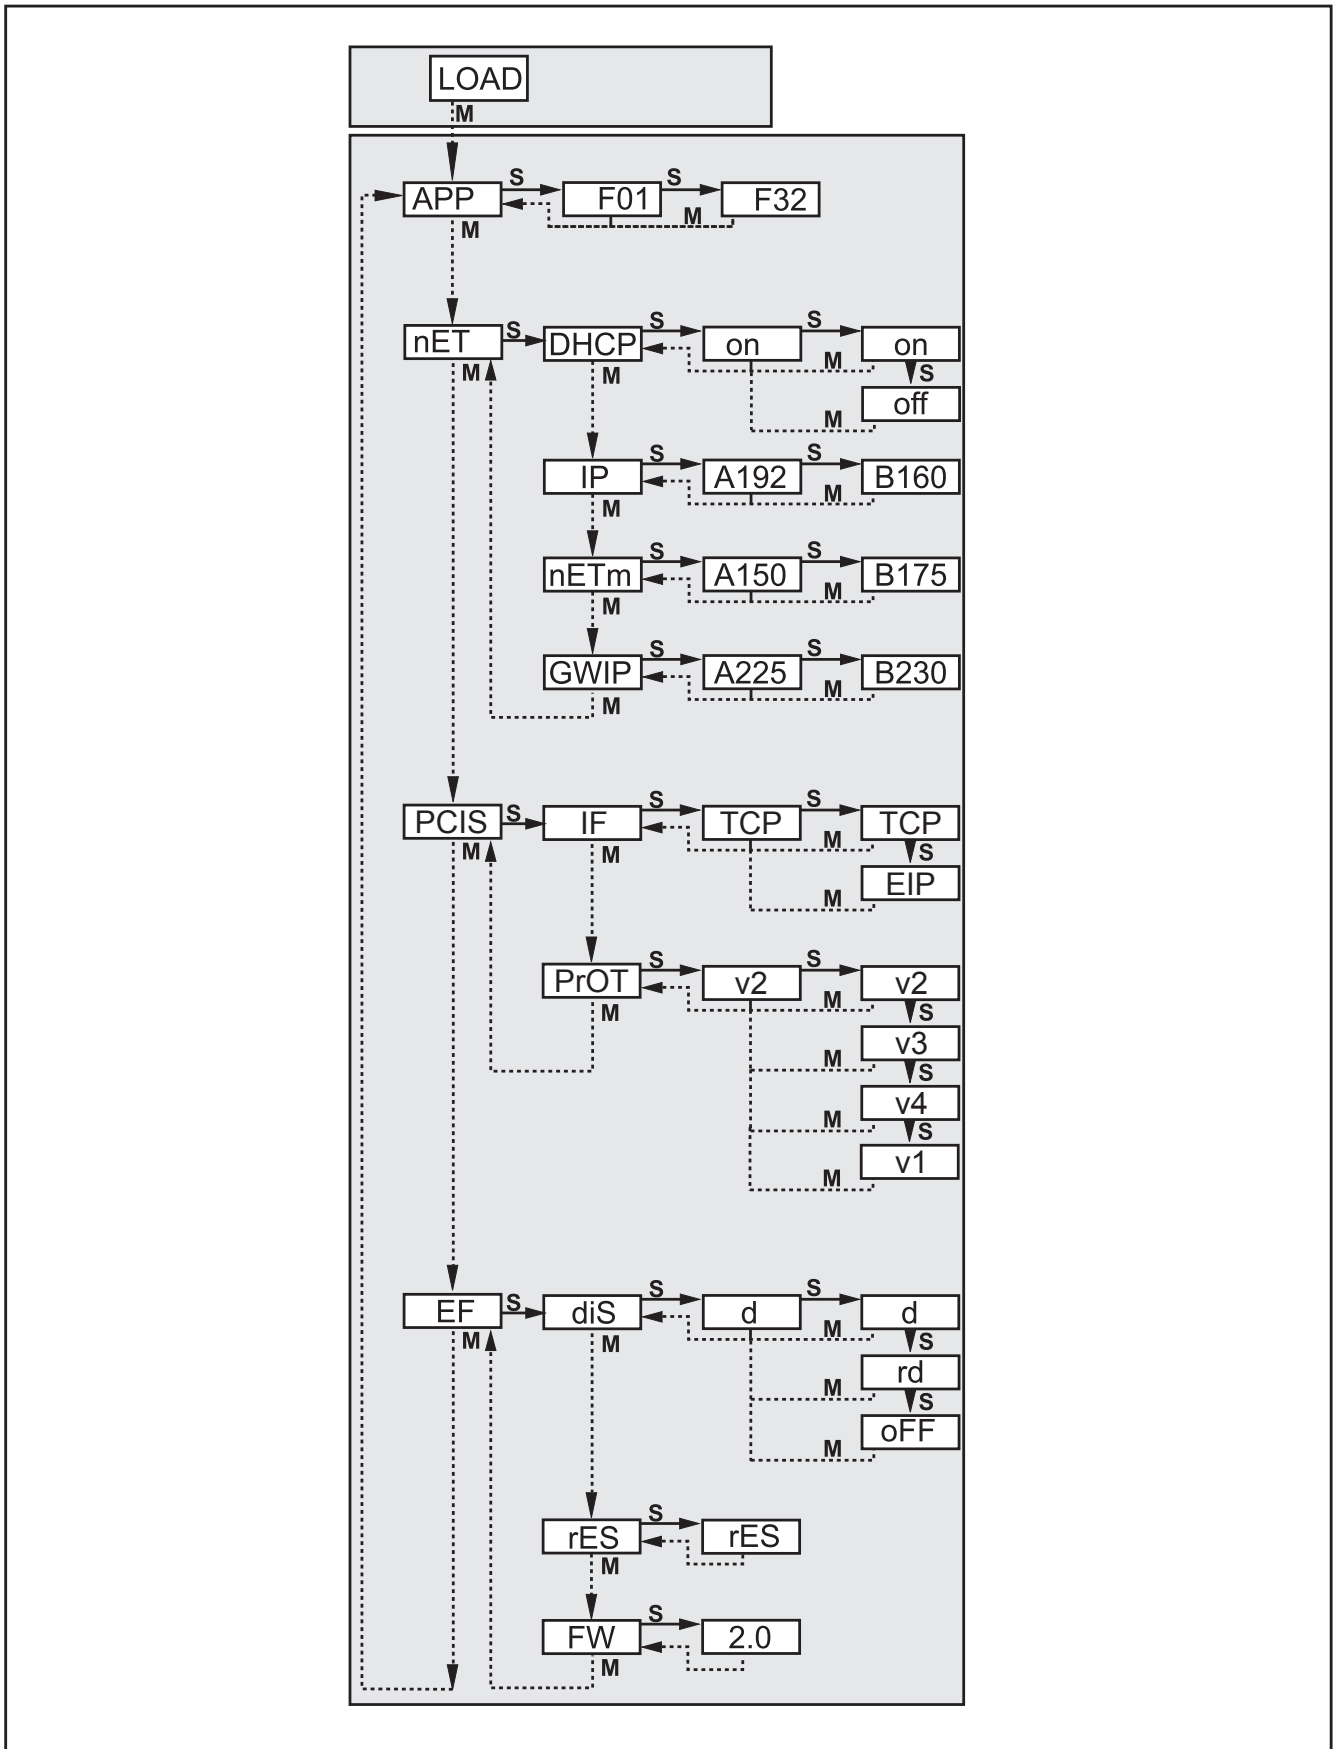 LOAD
M
S S
APP F01 F32
M M
S S
nET S DHCP on on
M M M S
off
M
S S
IP A192 B160
M M
S S
nETm A150 B175
M M
S S
GWIP A225 B230
M M
S S
PCIS S IF TCP TCP
M M M S
EIP
M
S S
PrOT v2 v2
M M S
v3
M S
v4
M S
v1
M
S S
EF S diS d d
M M M S
rd
M S
oFF
M
S
rES rES
M
S
FW 2.0
M